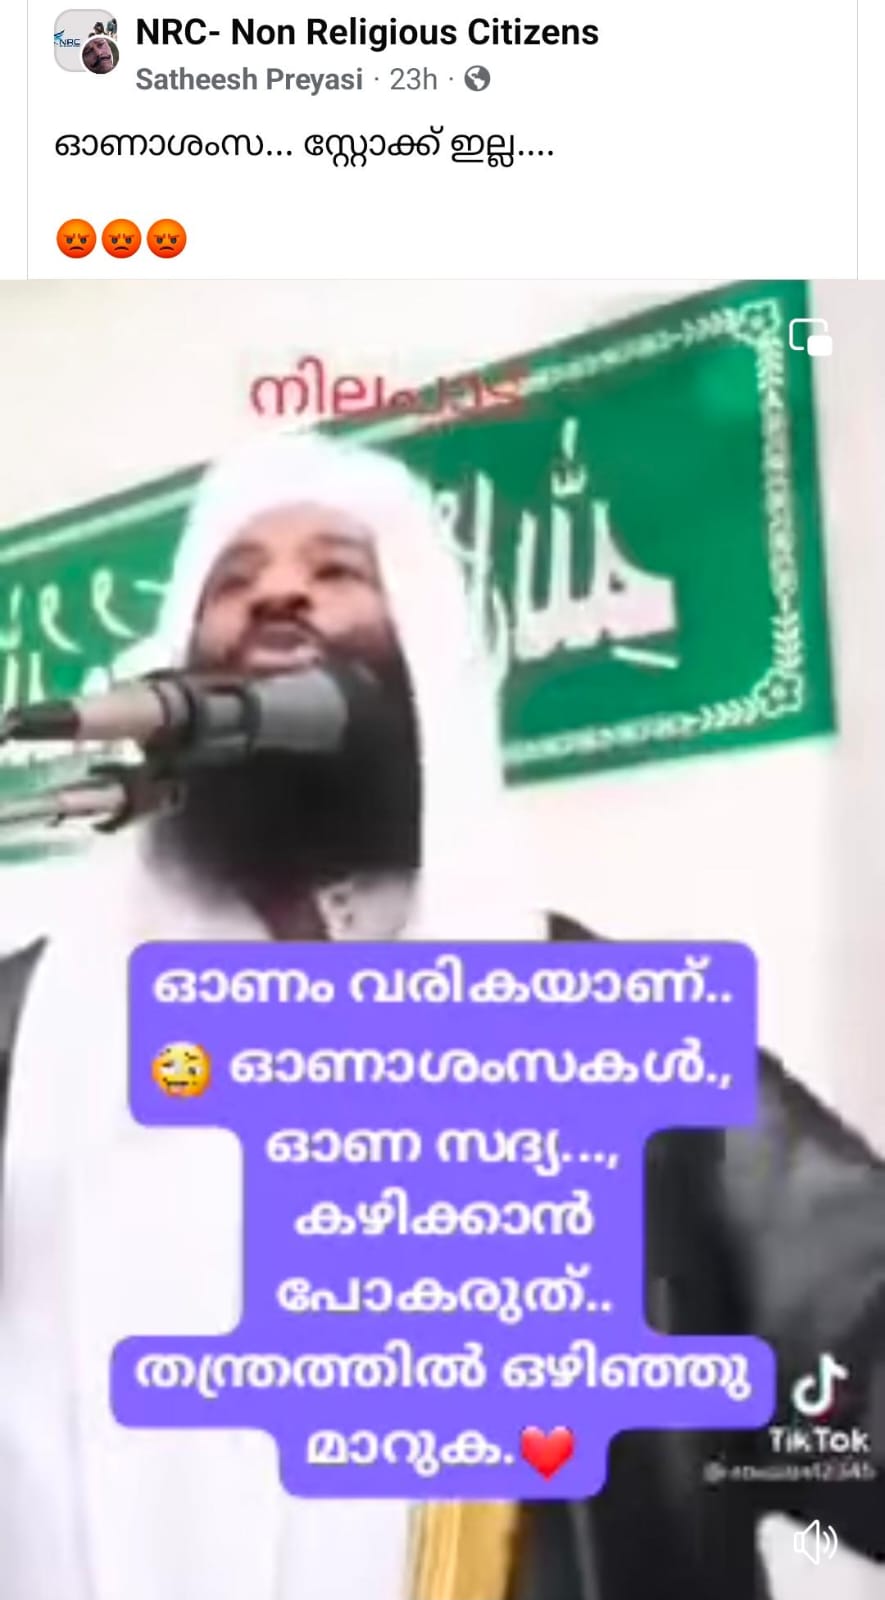 NRC- Non Religious Citizens
Satheesh Preyasi · 23h ·
ഓണാശംസ... സ്റ്റോക്ക് ഇല്ല....
😡😡😡
നിലപാട്
ഓണം വരികയാണ്..
🤕 ഓണാശംസകൾ.,
ഓണ സദ്യ...,
കഴിക്കാൻ
പോകരുത്..
തന്ത്രത്തിൽ ഒഴിഞ്ഞു
മാറുക.❤️
TikTok